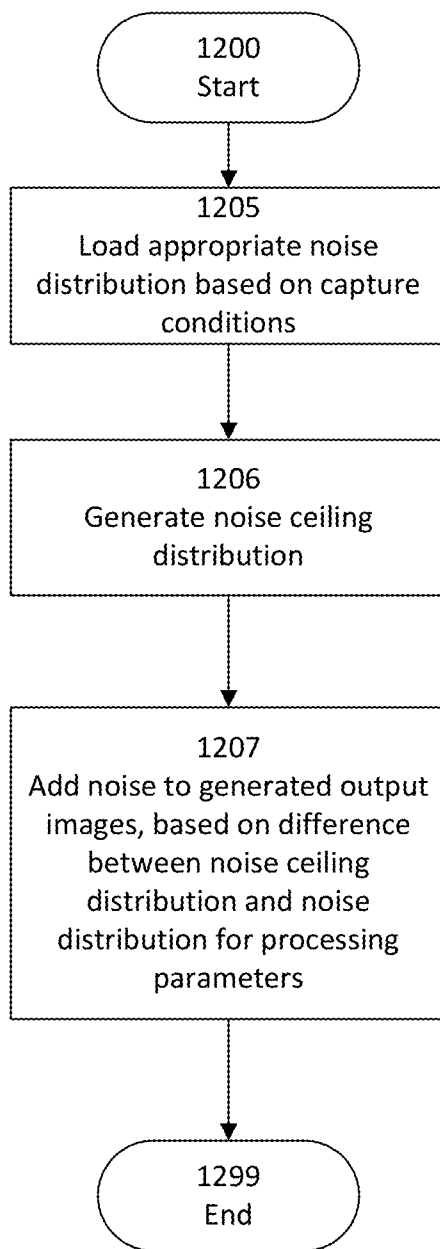 1200
Start
1205
Load appropriate noise
distribution based on capture
conditions
1206
Generate noise ceiling
distribution
1207
Add noise to generated output
images, based on difference
between noise ceiling
distribution and noise
distribution for processing
parameters
1299
End